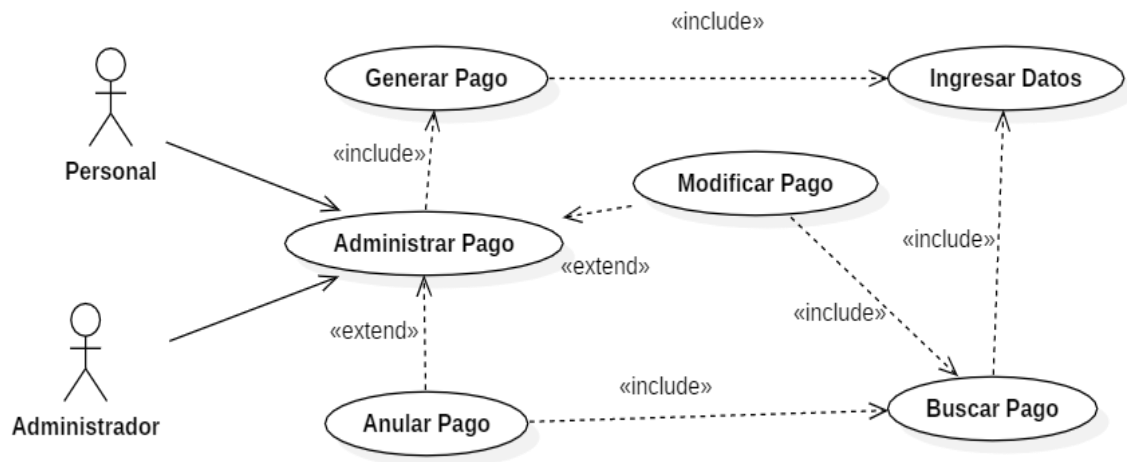 «include»
Generar Pago
Ingresar Datos
«include»
Personal
Modificar Pago
Administrar Pago
«include»
«extend»
«extend»
«include»
«include»
Buscar Pago
Anular Pago
Administrador